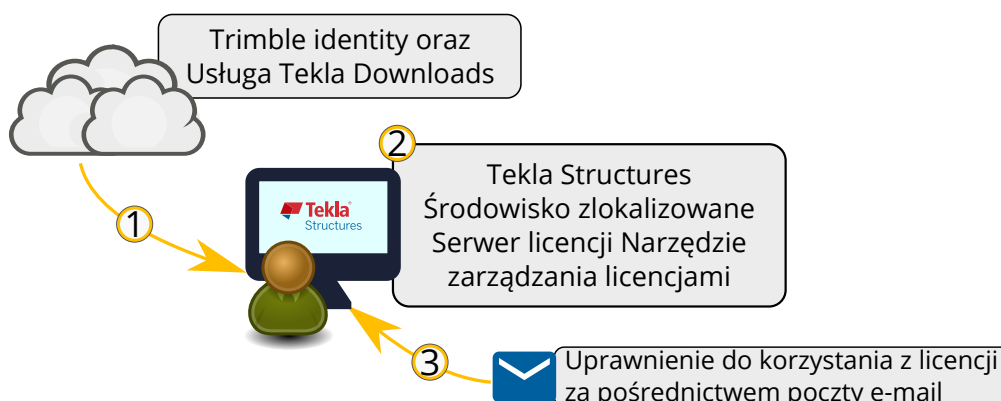 Trimble identity oraz
Usługa Tekla Downloads
2
Tekla Structures
Środowisko zlokalizowane
Serwer licencji Narzędzie
zarządzania licencjami
Tekla
Structures
1
3
Uprawnienie do korzystania z licencji
za pośrednictwem poczty e-mail